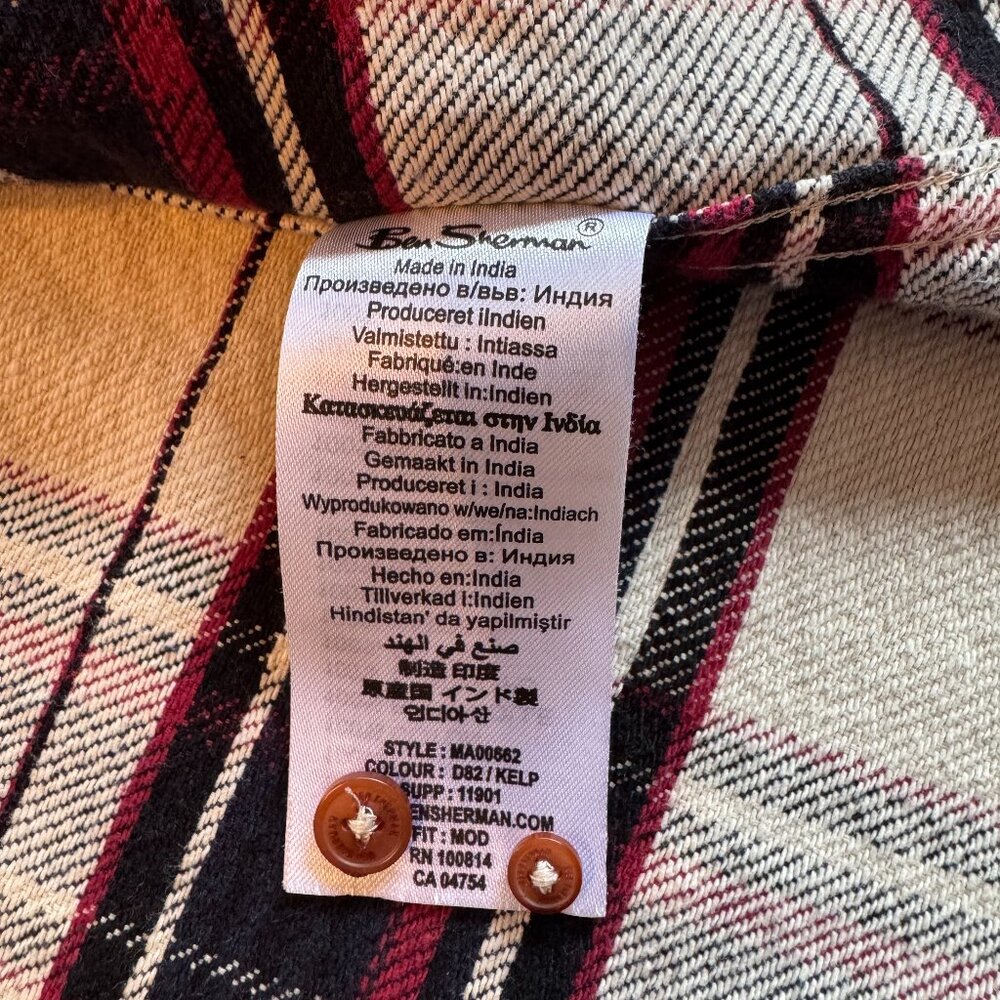 Ben Sherman®
Made in India
Произведено в/във: Индия
Produceret iIndien
Valmistettu : Intiassa
Fabriqué:en Inde
Hergestellt in:Indien
Κατασκευάζεται στην Ινδία
Fabbricato a India
Gemaakt in India
Produceret i : India
Wyprodukowano w/we/na:Indiach
Fabricado em:Índia
Произведено в: Индия
Hecho en:India
Tillverkad i:Indien
Hindistan' da yapilmiştir
صنع في الهند
制造 印度
原産国 インド製
인디아산
STYLE : MA00662
COLOUR : D82 / KELP
SUPP : 11901
ENSHERMAN.COM
FIT : MOD
RN 100814
CA 04754